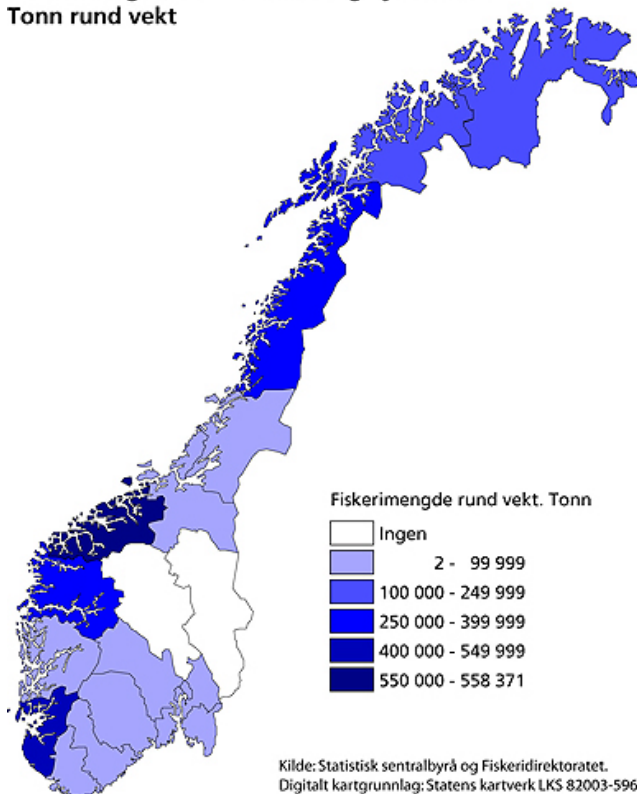 Tonn rund vekt
Fiskerimengde rund vekt. Tonn
Ingen
2 - 99 999
100 000 - 249 999
250 000 - 399 999
400 000 - 549 999
550 000 - 558 371
Kilde: Statistisk sentralbyrå og Fiskeridirektoratet.
Digitalt kartgrunnlag: Statens kartverk LKS 82003-596